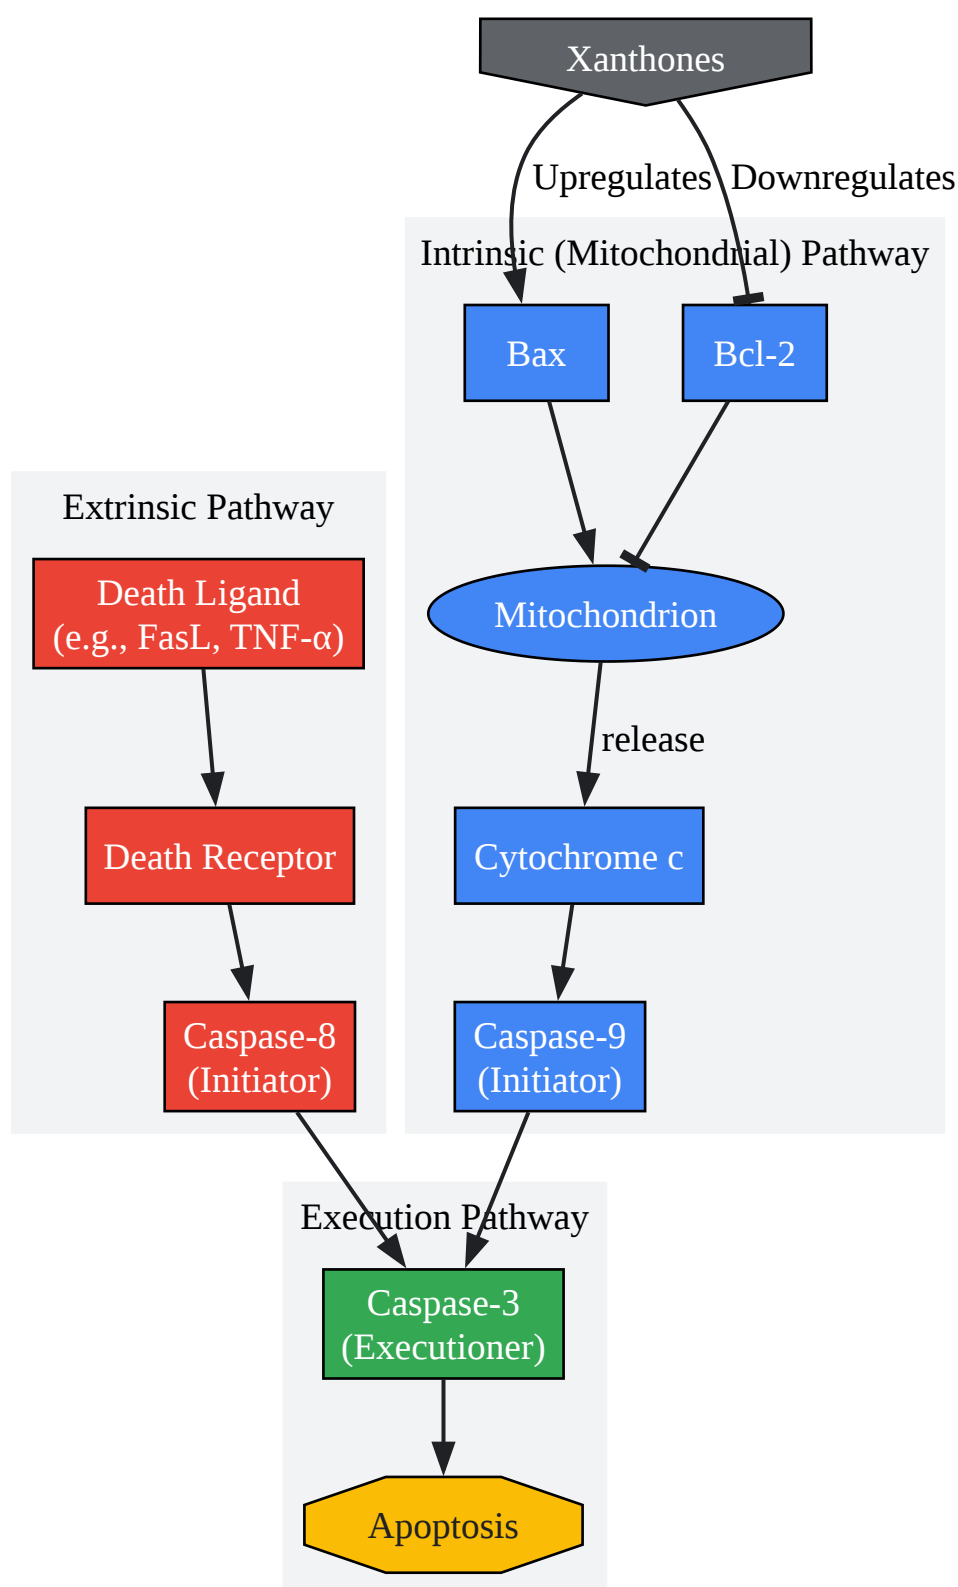 Xanthones
Upregulates
Downregulates
Intrinsic (Mitochondrial) Pathway
Bax
Bcl-2
Extrinsic Pathway
Death Ligand
(e.g., FasL, TNF-α)
Mitochondrion
release
Death Receptor
Cytochrome c
Caspase-8
(Initiator)
Caspase-9
(Initiator)
Execution Pathway
Caspase-3
(Executioner)
Apoptosis